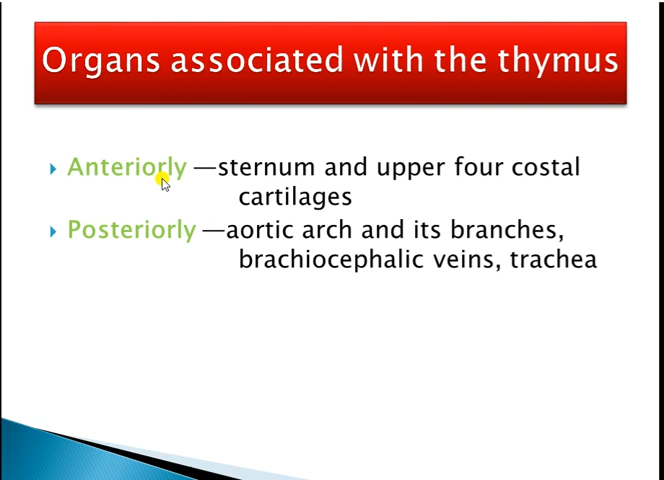 Organs associated with the thymus
Anteriorly —sternum and upper four costal
cartilages
Posteriorly —aortic arch and its branches,
brachiocephalic veins, trachea